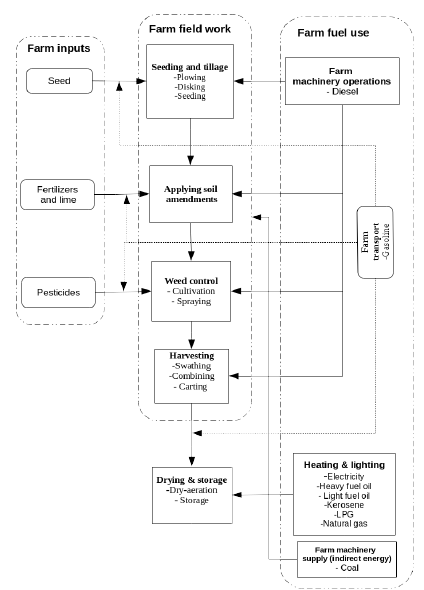 Farm inputs
Seed
Fertilizers
and lime
Pesticides
Farm field work
Seeding and tillage
-Plowing
-Disking
-Seeding
Applying soil
amendments
Weed control
- Cultivation
- Spraying
Harvesting
-Swathing
-Combining
- Carting
Drying & storage
-Dry-aeration
- Storage
Farm fuel use
Farm
machinery operations
- Diesel
Farm
transport
-Gasoline
Heating & lighting
-Electricity
-Heavy fuel oil
- Light fuel oil
-Kerosene
-LPG
-Natural gas
Farm machinery
supply (indirect energy)
- Coal